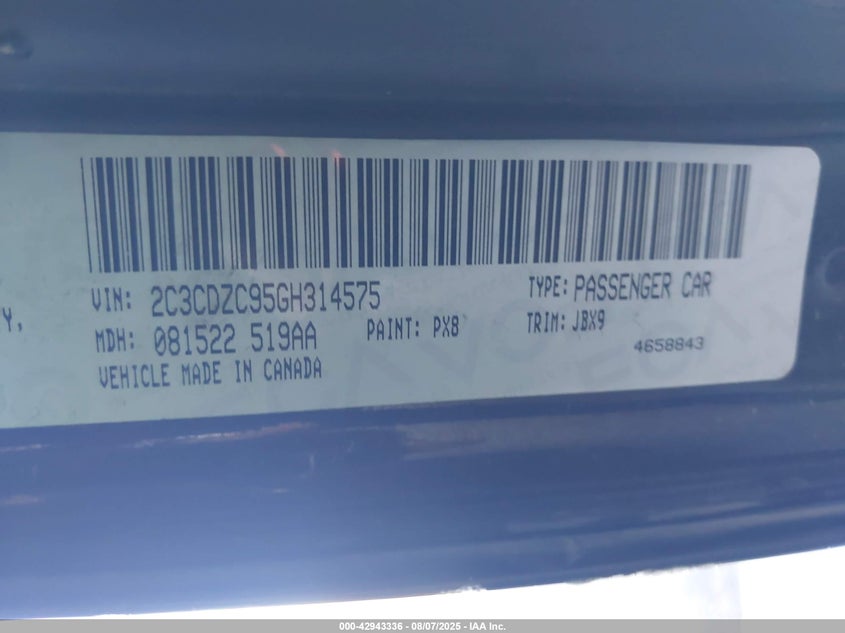 Y,
VIN: 2C3CDZC95GH314575 TYPE: PASSENGER CAR
MDH: 081522 519AA PAINT: PX8 TRIM: JBX9
4658843
VEHICLE MADE IN CANADA
000-42943336 - 08/07/2025 - IAA Inc.